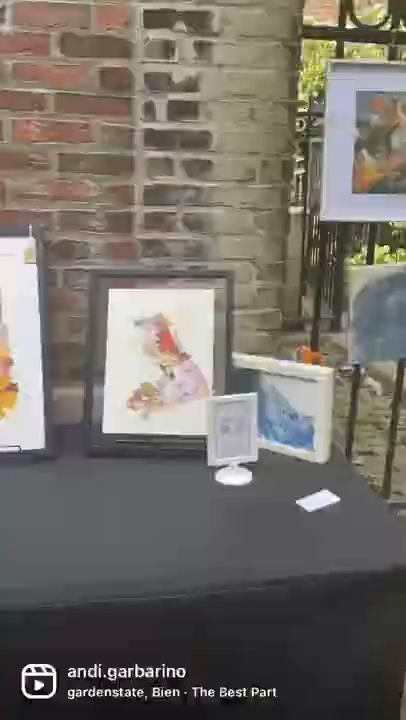 andi.garbarino
gardenstate, Bien · The Best Part